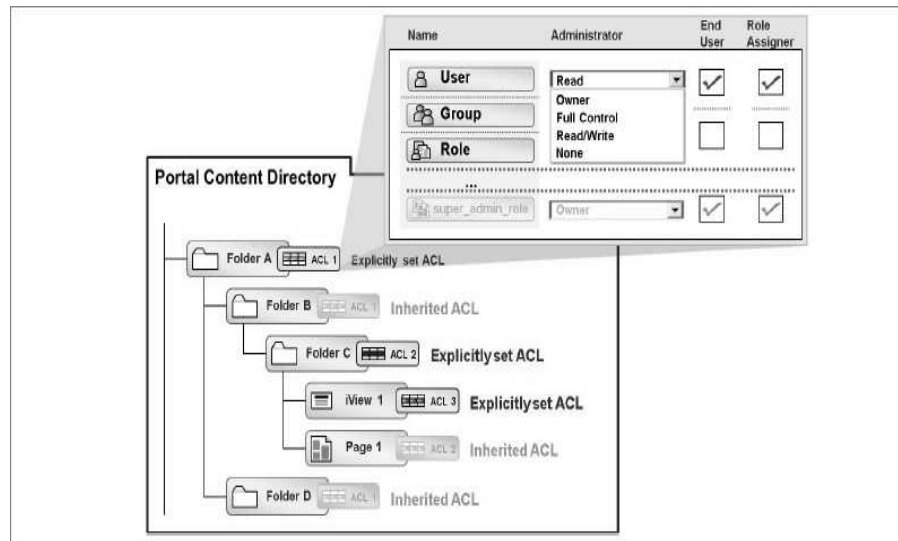 Name
Administrator
End User
Role Assigner
User
Read
Owner
Full Control
Read/Write
None
Group
Role
...
super_admin_role
Owner
Portal Content Directory
Folder A
ACL 1
Explicitly set ACL
Folder B
ACL 1
Inherited ACL
Folder C
ACL 2
Explicitly set ACL
iView 1
ACL 3
Explicitly set ACL
Page 1
ACL
Inherited ACL
Folder D
ACL 1
Inherited ACL